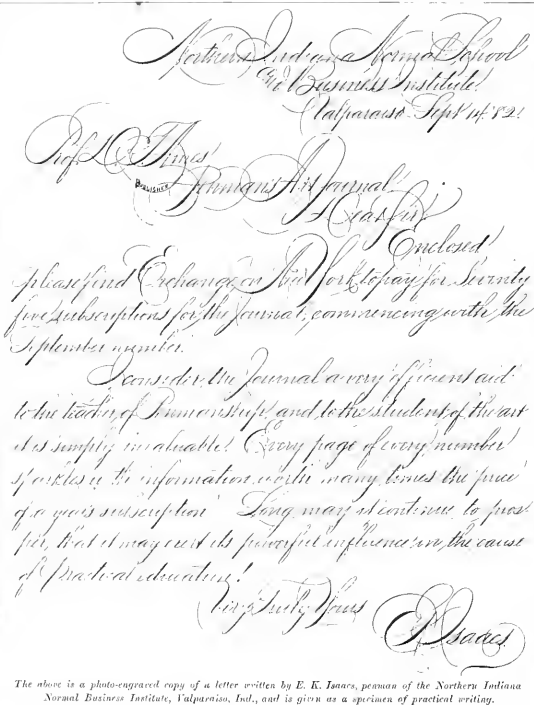 Northern Indiana Normal School
and Business Institute.
Valparaiso Sept 14 '82.
Prof. D. T. Ames
Publisher Penman's Art Journal.
Dear Sir
Enclosed
please find Exchange on New York to pay for Seventy
five subscriptions for the Journal, commencing with the
September number.
I consider the Journal a very efficient aid
to the teacher of Penmanship and to the student of the art
it is simply invaluable! Every page of every number
sparkles with information worth many times the price
of a years subscription! Long may it continue to pros-
per, that it may exert its powerful influence in the cause
of Practical education!
Very Truly Yours
E K Isaacs.
The above is a photo-engraved copy of a letter written by E. K. Isaacs, penman of the Northern Indiana
Normal Business Institute, Valparaiso, Ind., and is given as a specimen of practical writing.